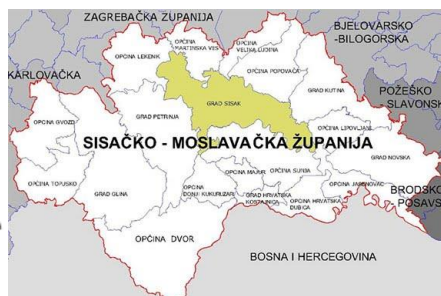 ZAGREBAČKA ŽUPANIJA
BJELOVARSKO
-BILOGORSKA
OPĆINA
MARTINSKA VES
OPĆINA
VELIKA LUDINA
OPĆINA LEKENIK
OPĆINA POPOVAČA
KARLOVAČKA
GRAD KUTINA
POŽEŠKO
- SLAVONS
GRAD SISAK
OPĆINA GVOZD
GRAD PETRINJA
OPĆINA LIPOVLJANI
SISAČKO - MOSLAVAČKA ŽUPANIJA
GRAD NOVSKA
OPĆINA TOPUSKO
GRAD GLINA
OPĆINA
DONJI KUKURUZARI
OPĆINA MAJUR
OPĆINA SUNJA
OPĆINA JASENOVAC
GRAD HRVATSKA
KOSTAJNICA
OPĆINA HRVATSKA
DUBICA
BRODSKO
- POSAVS
OPĆINA DVOR
BOSNA I HERCEGOVINA